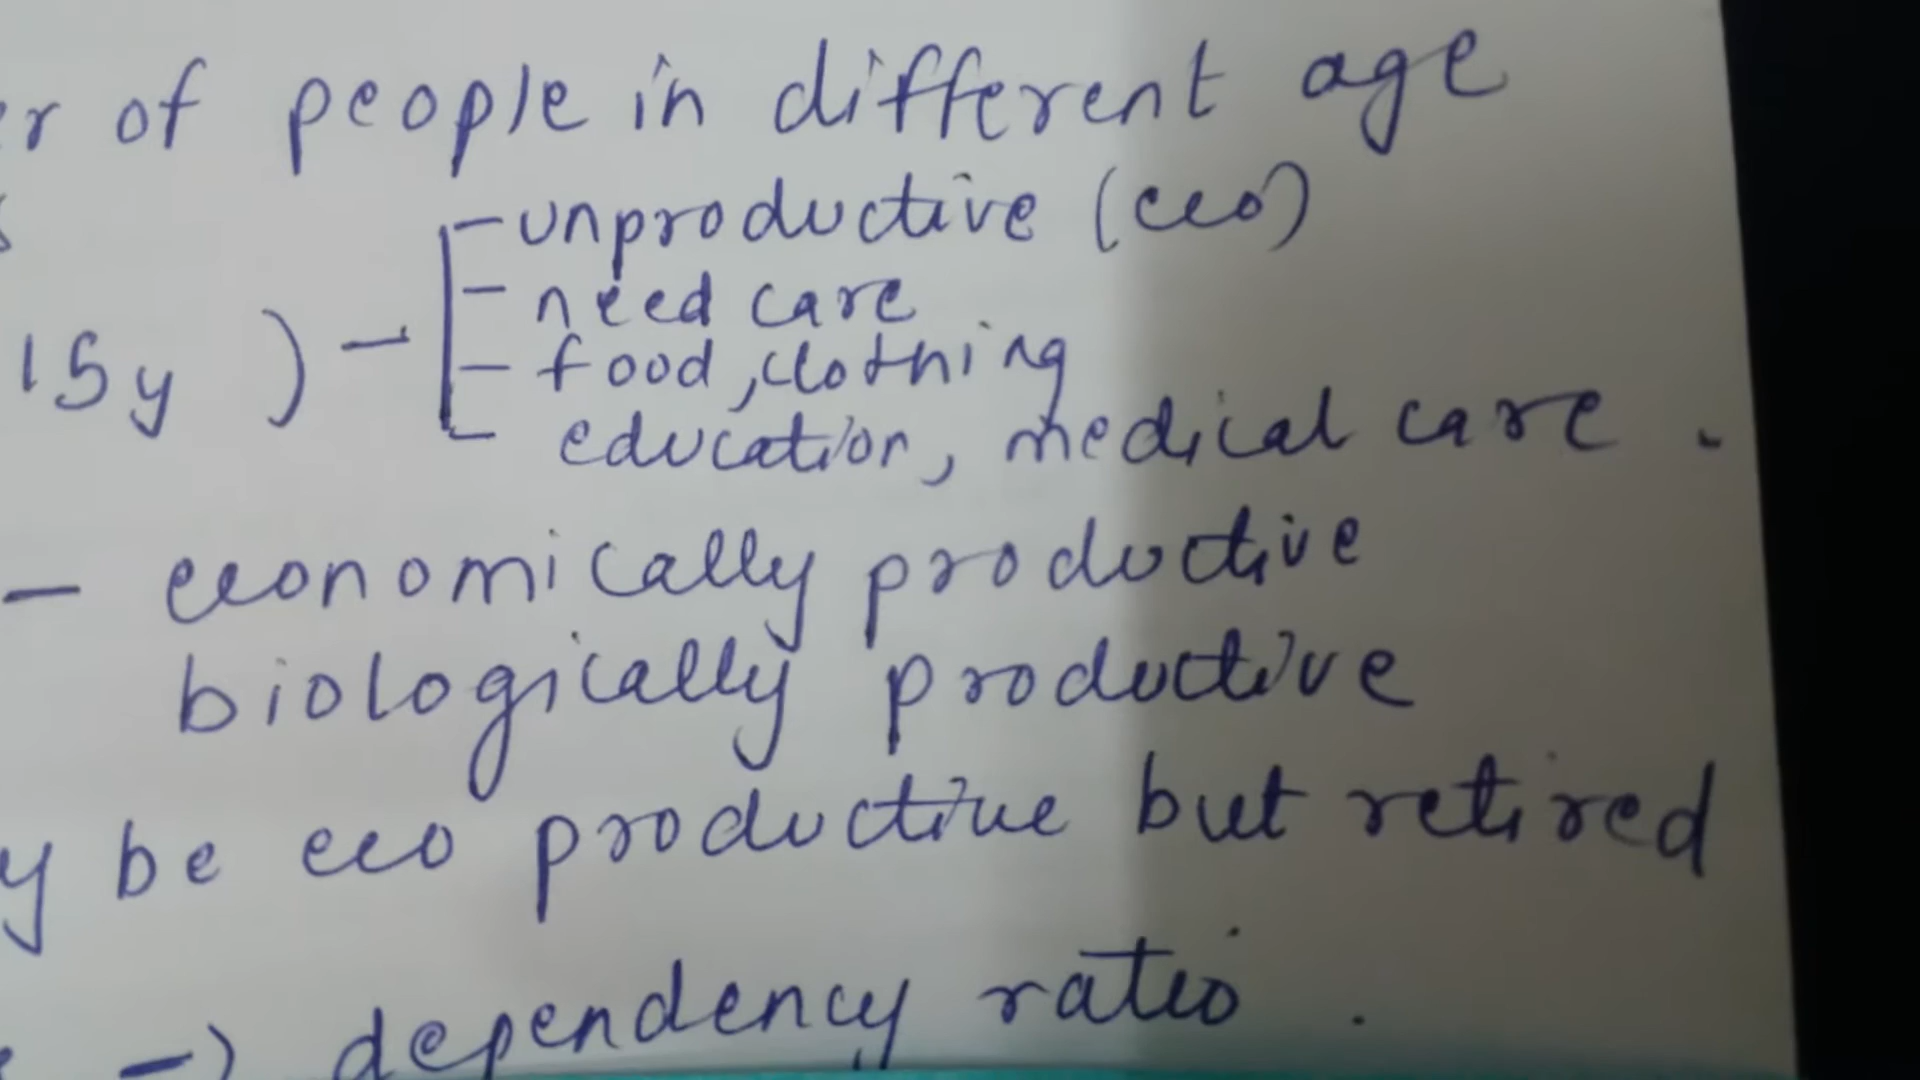 r of people in different age
unproductive (eco)
- need care
15y ) - - food, clothing
education, medical care.
- economically productive
biologically productive
y be eco productive but retired
-> dependency ratio.